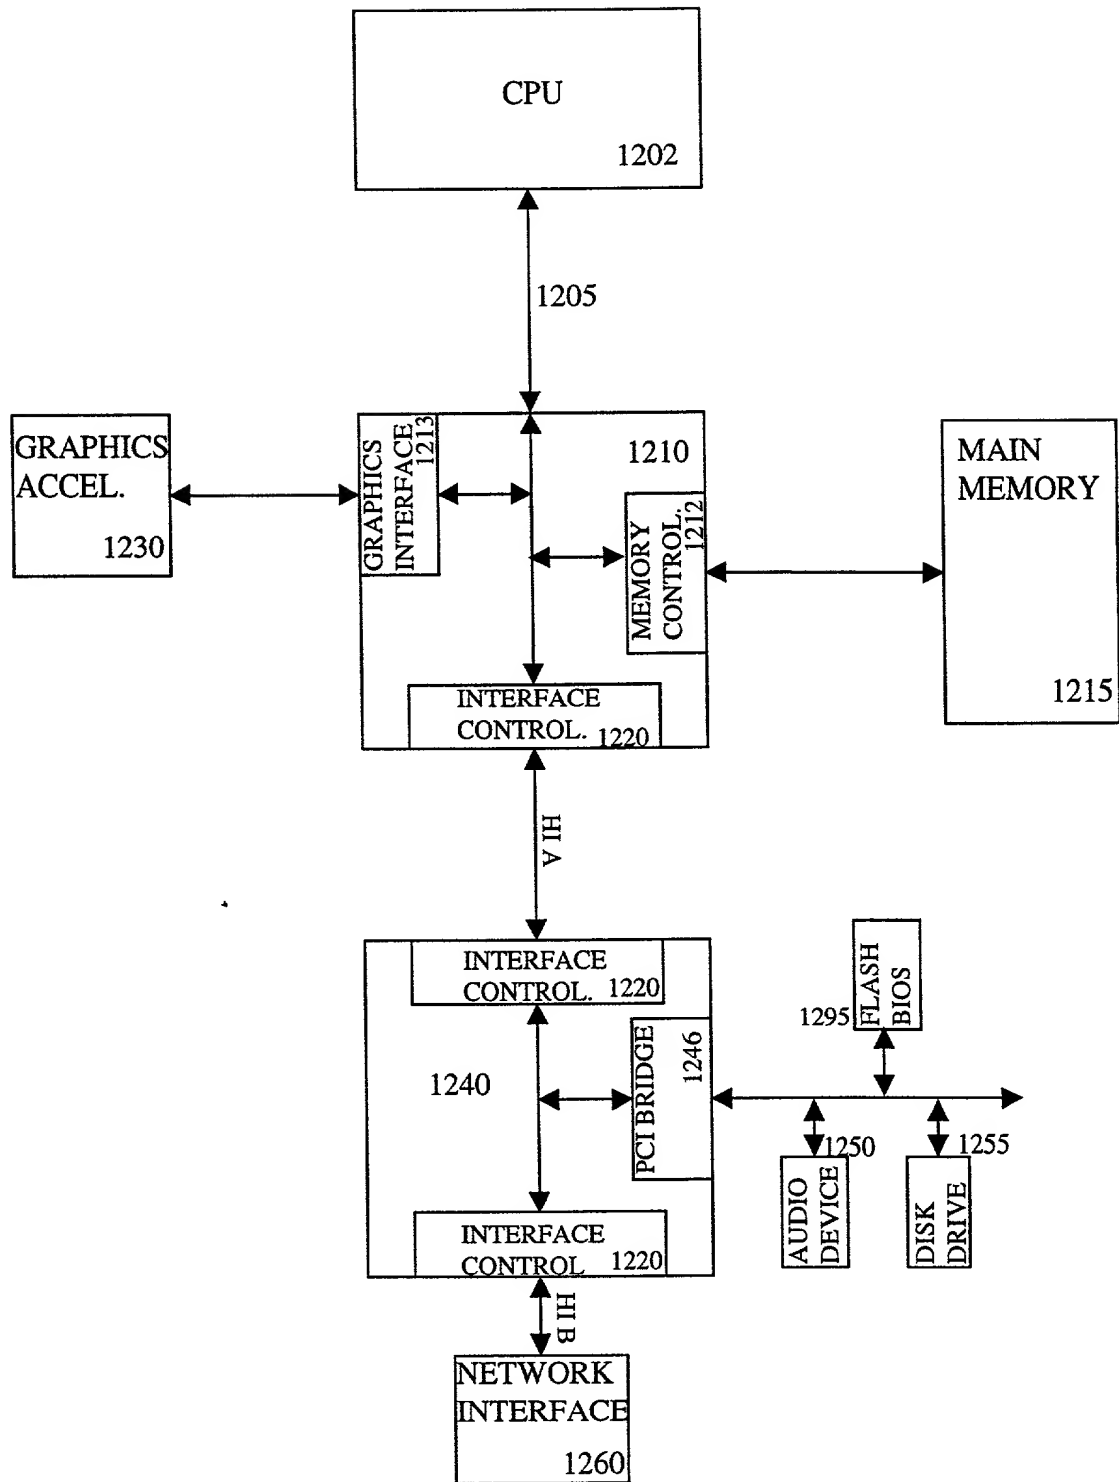 CPU
1202
1205
GRAPHICS
ACCEL.
1230
GRAPHICS
INTERFACE
1213
1210
MEMORY
CONTROL.
1212
MAIN
MEMORY
1215
INTERFACE
CONTROL.
1220
HI A
INTERFACE
CONTROL.
1220
1240
PCI BRIDGE
1246
1295
FLASH
BIOS
1250
AUDIO
DEVICE
1255
DISK
DRIVE
INTERFACE
CONTROL
1220
HI B
NETWORK
INTERFACE
1260